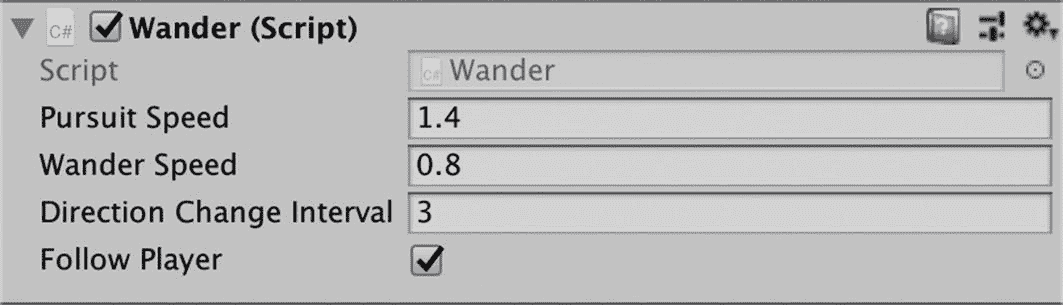 C# Wander (Script)
Script C# Wander
Pursuit Speed 1.4
Wander Speed 0.8
Direction Change Interval 3
Follow Player